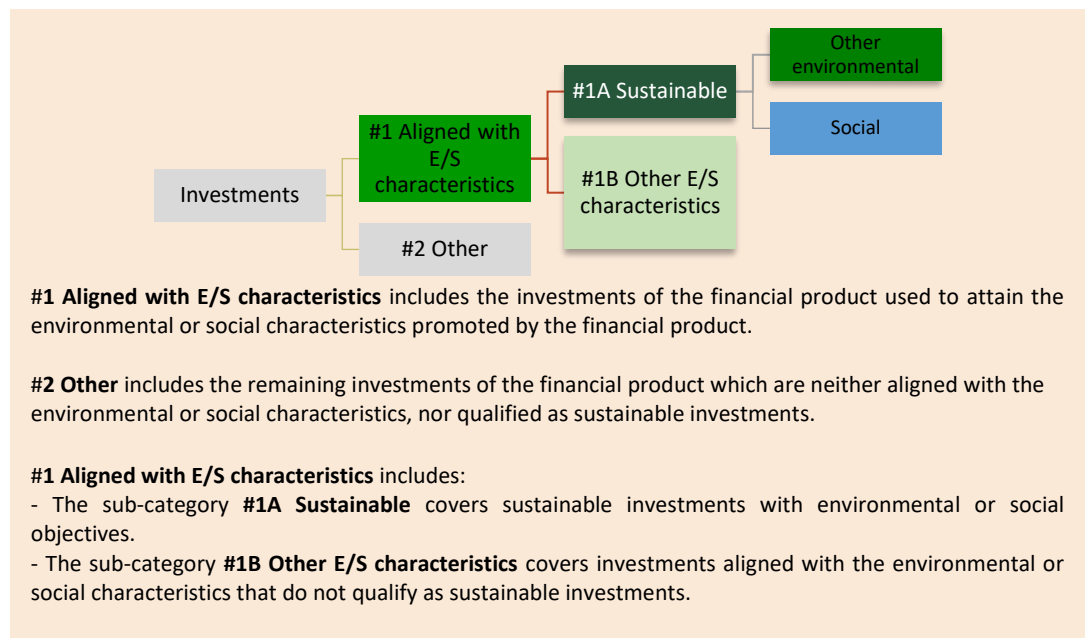 Other
environmental
#1A Sustainable
Social
#1 Aligned with
E/S
characteristics
#1B Other E/S
characteristics
Investments
#2 Other
#1 Aligned with E/S characteristics includes the investments of the financial product used to attain the
environmental or social characteristics promoted by the financial product.
#2 Other includes the remaining investments of the financial product which are neither aligned with the
environmental or social characteristics, nor qualified as sustainable investments.
#1 Aligned with E/S characteristics includes:
- The sub-category #1A Sustainable covers sustainable investments with environmental or social
objectives.
- The sub-category #1B Other E/S characteristics covers investments aligned with the environmental or
social characteristics that do not qualify as sustainable investments.